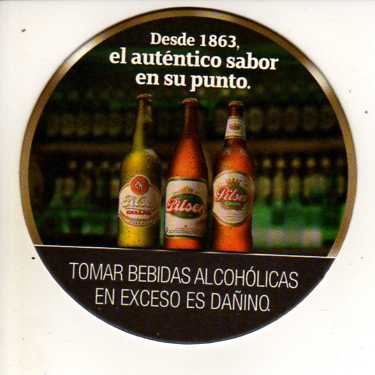 Desde 1863,
el auténtico sabor
en su punto.
Pilsen
Pilsen
Pilsen
TOMAR BEBIDAS ALCOHÓLICAS
EN EXCESO ES DAÑINO.